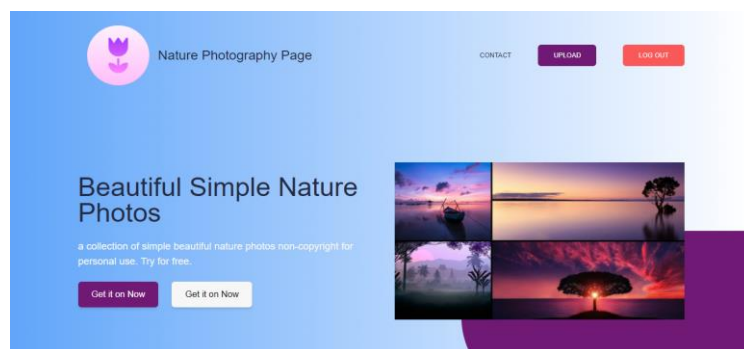 Nature Photography Page
CONTACT
UPLOAD
LOG OUT
Beautiful Simple Nature
Photos
a collection of simple beautiful nature photos non-copyright for
personal use. Try for free.
Get it on Now
Get it on Now